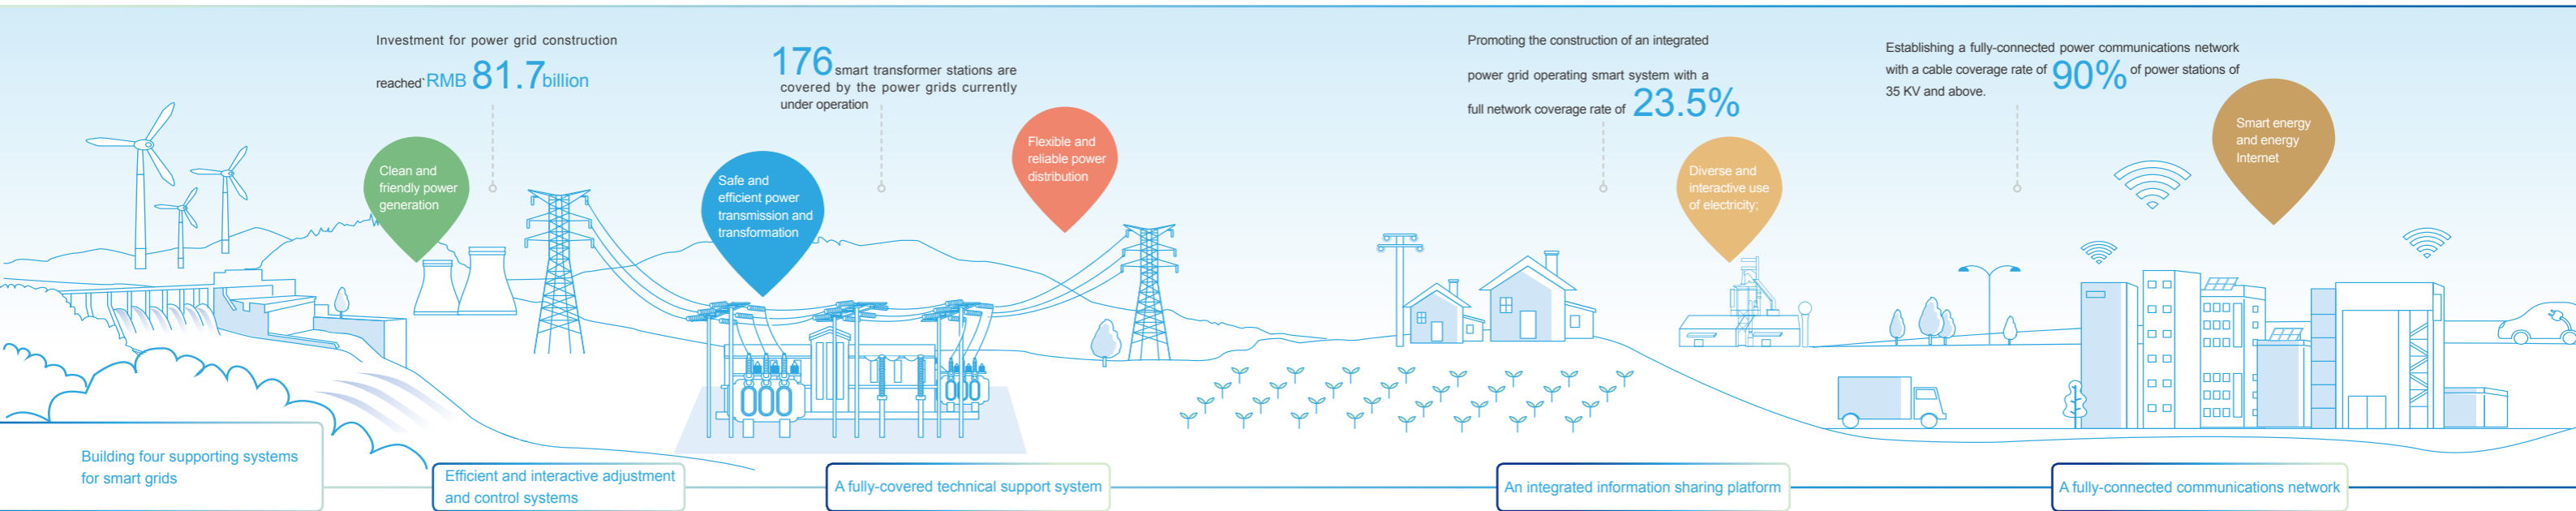 Investment for power grid construction
reached`RMB 81.7billion
176 smart transformer stations are
covered by the power grids currently
under operation
Promoting the construction of an integrated
power grid operating smart system with a
full network coverage rate of 23.5%
Establishing a fully-connected power communications network
with a cable coverage rate of 90% of power stations of
35 KV and above.
Clean and
friendly power
generation
Safe and
efficient power
transmission and
transformation
Flexible and
reliable power
distribution
Diverse and
interactive use
of electricity;
Smart energy
and energy
Internet
Building four supporting systems
for smart grids
Efficient and interactive adjustment
and control systems
A fully-covered technical support system
An integrated information sharing platform
A fully-connected communications network